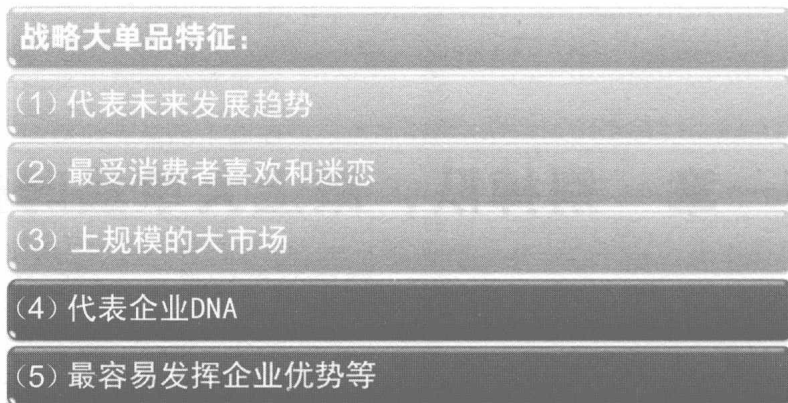 战略大单品特征：
（1）代表未来发展趋势
（2）最受消费者喜欢和迷恋
（3）上规模的大市场
（4）代表企业DNA
（5）最容易发挥企业优势等